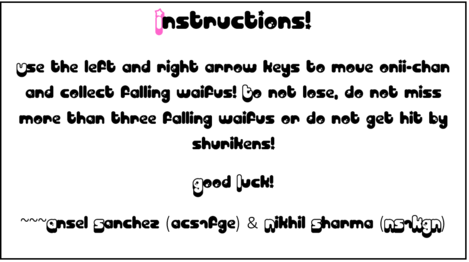 Instructions!
Use the left and right arrow keys to move onii-chan
and collect falling waifus! To not lose, do not miss
more than three falling waifus or do not get hit by
shurikens!
Good Luck!
~~~Ansel Sanchez (acs9fge) & Nikhil Sharma (ns9kgn)